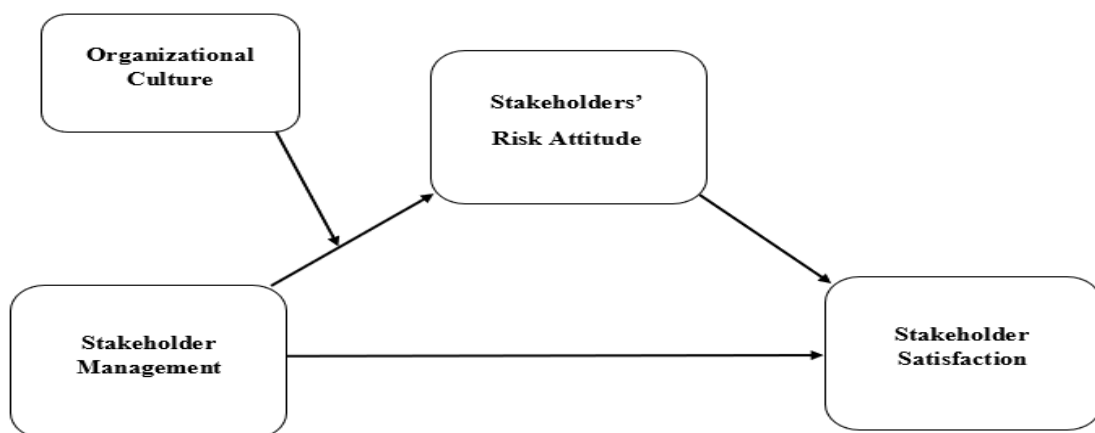 Organizational
Culture
Stakeholders’
Risk Attitude
Stakeholder
Management
Stakeholder
Satisfaction